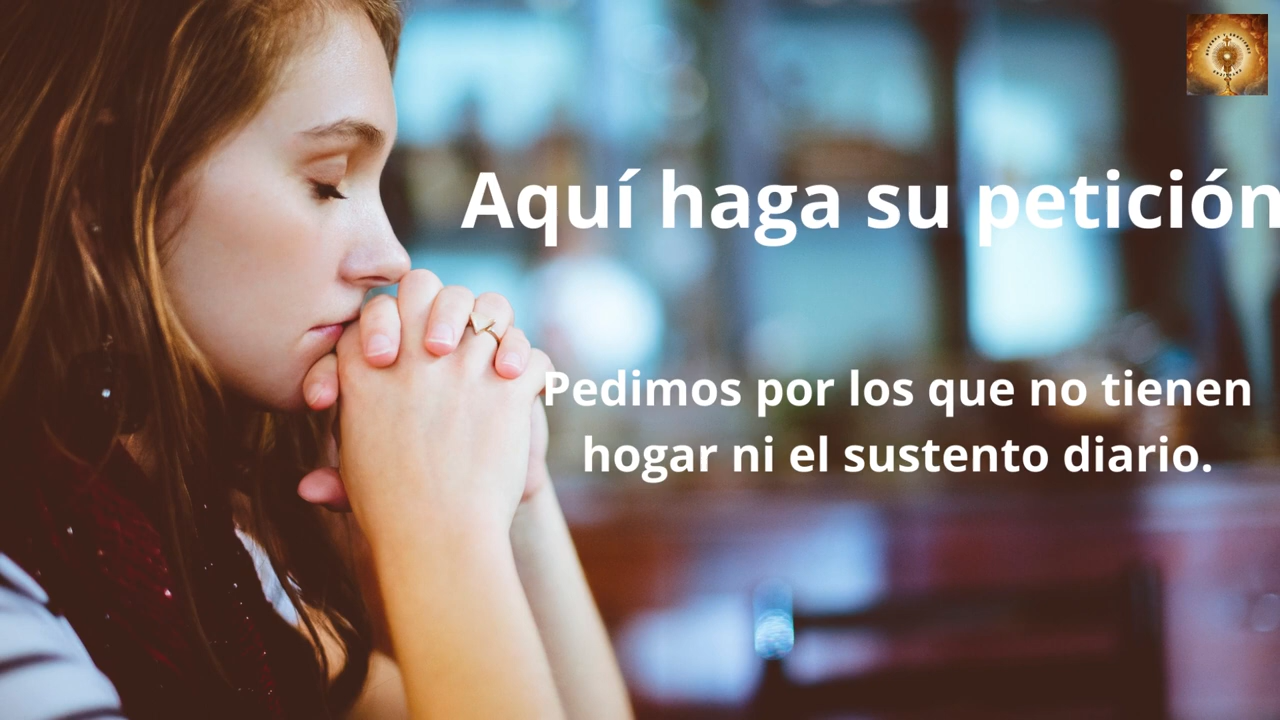 Aquí haga su petición
Pedimos por los que no tienen
hogar ni el sustento diario.